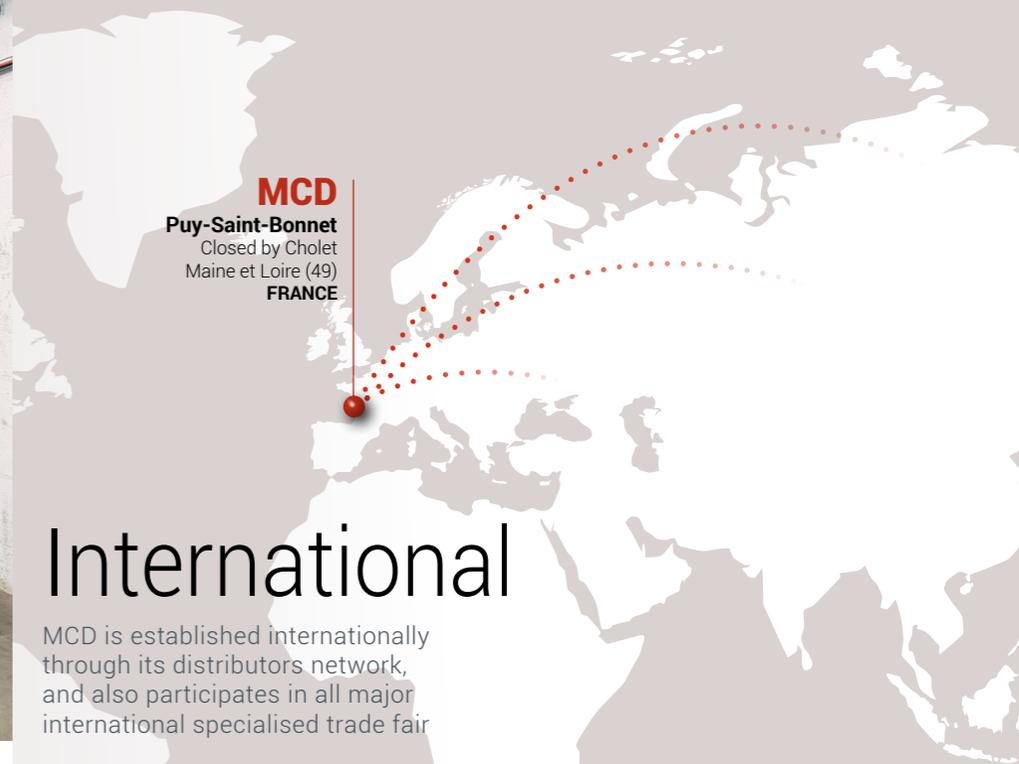 MCD
Puy-Saint-Bonnet
Closed by Cholet
Maine et Loire (49)
FRANCE
International
MCD is established internationally
through its distributors network,
and also participates in all major
international specialised trade fair